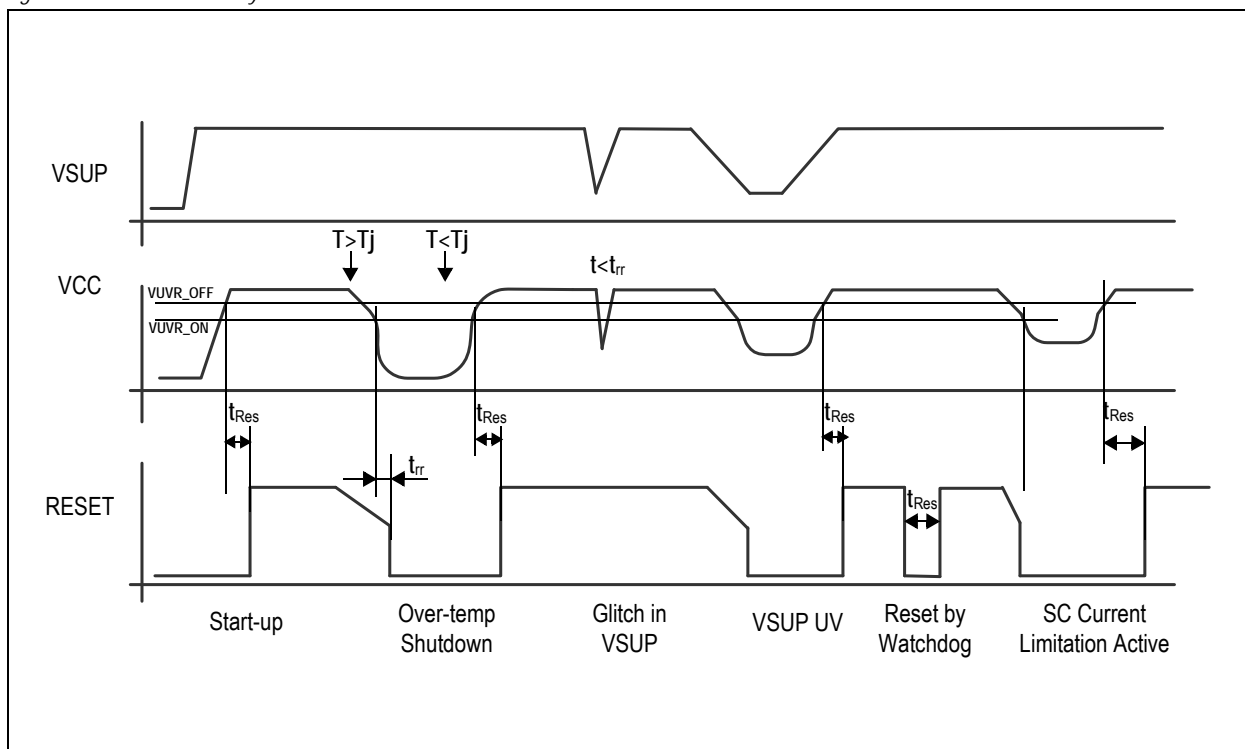 VSUP
T>Tj
T<Tj
t<trr
VCC
VUVR_OFF
VUVR_ON
tRes
tRes
tRes
tRes
trr
RESET
tRes
Start-up
Over-temp
Shutdown
Glitch in
VSUP
VSUP UV
Reset by
Watchdog
SC Current
Limitation Active